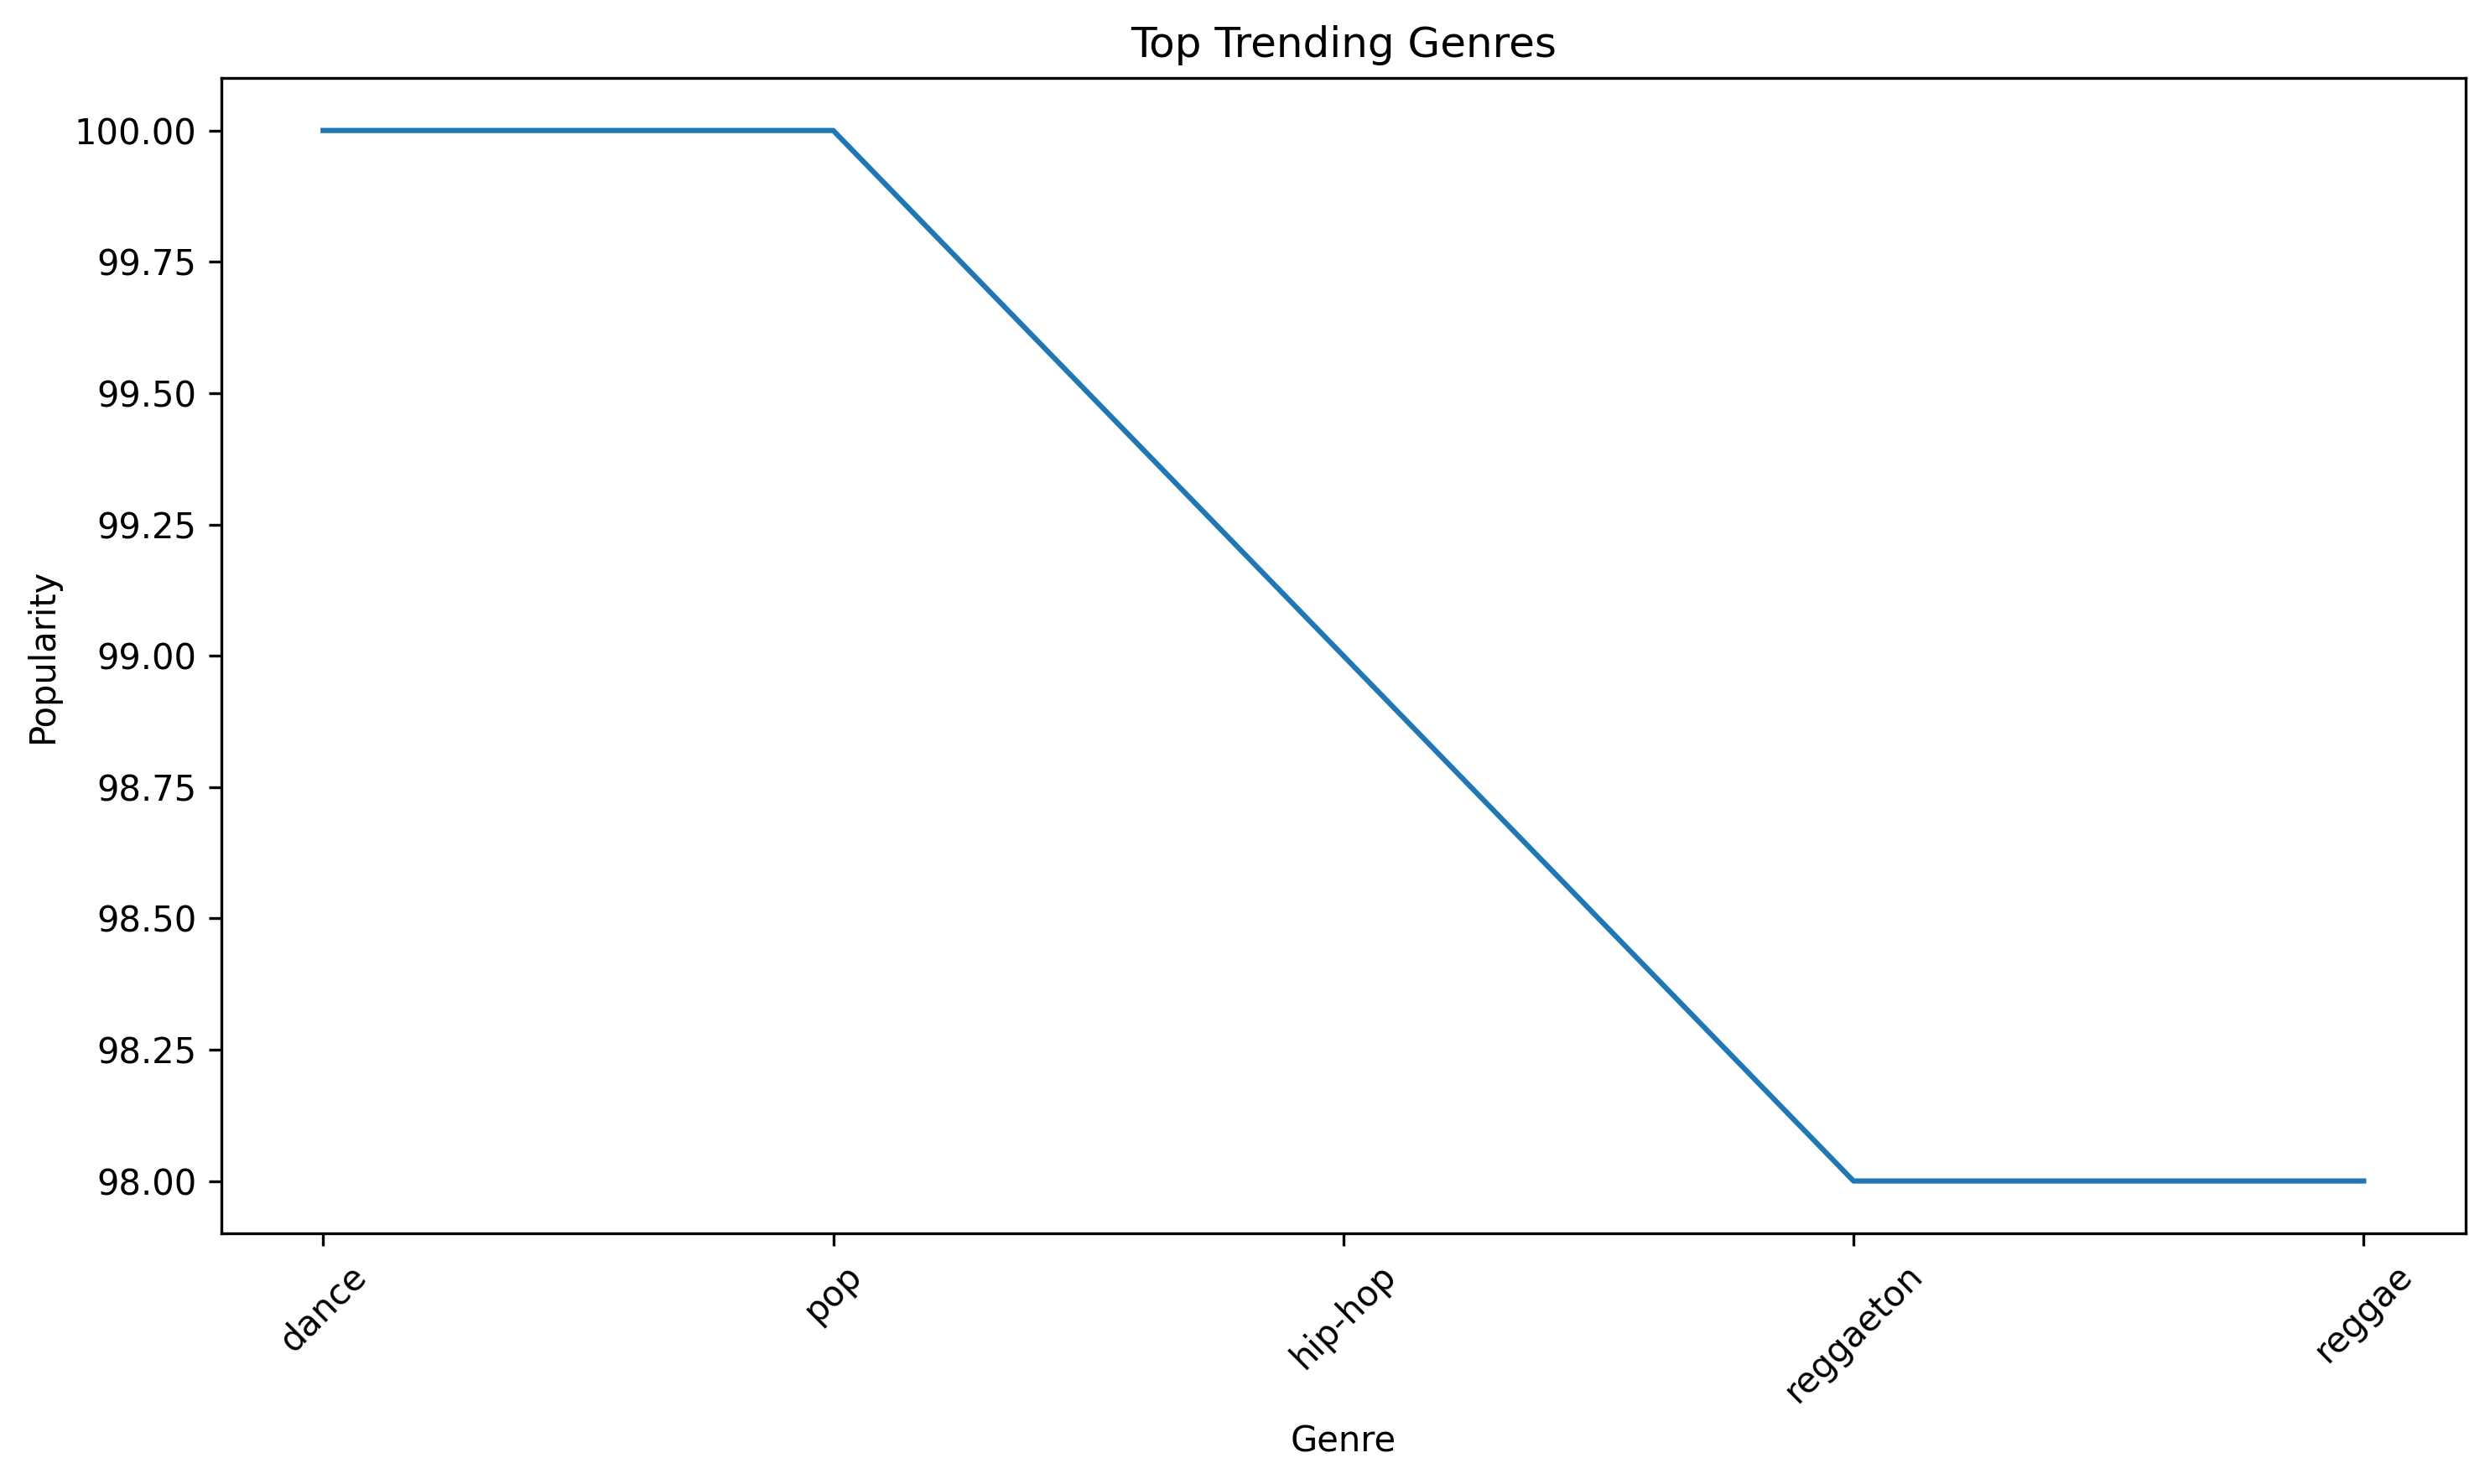 Top Trending Genres
100.00
99.75
99.50
99.25
99.00
98.75
98.50
98.25
98.00
Popularity
dance
pop
hip-hop
reggaeton
reggae
Genre